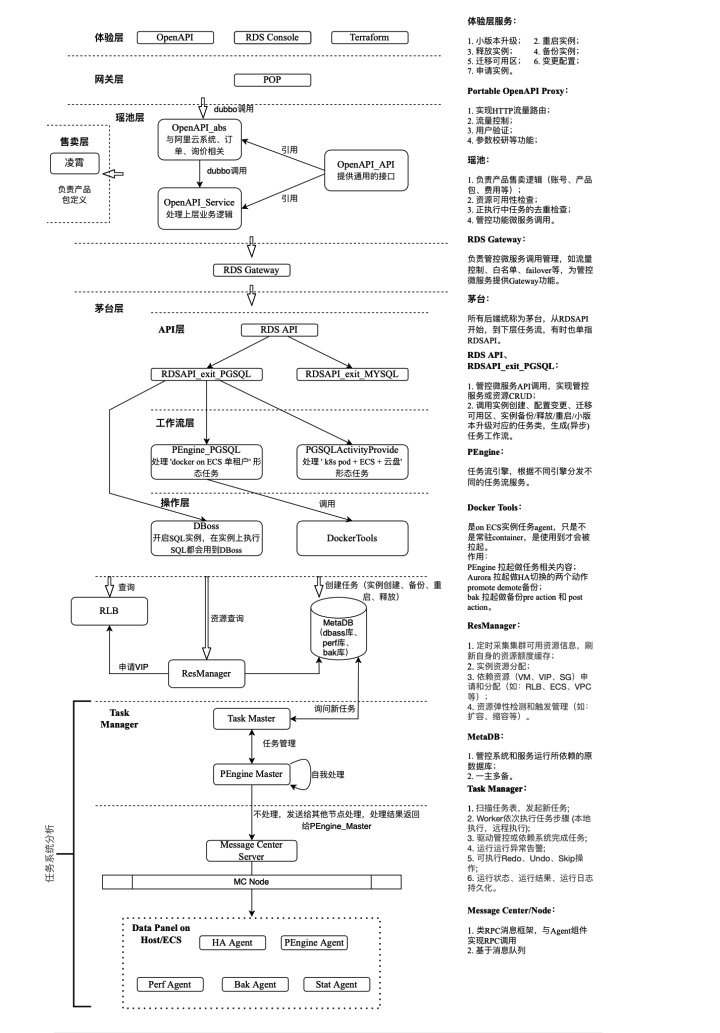 体验层
OpenAPI
RDS Console
Terraform
网关层
POP
dubbo调用
瑶池层
OpenAPI_abs
与阿里云系统、订
单、询价相关
售卖层
凌霄
负责产品
包定义
引用
OpenAPI_API
提供通用的接口
dubbo调用
引用
OpenAPI_Service
处理上层业务逻辑
RDS Gateway
茅台层
API层
RDS API
RDSAPI_exit_PGSQL
RDSAPI_exit_MYSQL
工作流层
PEngine_PGSQL
处理 'docker on ECS 单租户" 形
态任务
PGSQLActivityProvide
处理 ' k8s pod + ECS + 云盘'
形态任务
操作层
调用
DBoss
开启SQL实例，在实例上执行
SQL都会用到DBoss
DockerTools
查询
创建任务（实例创建、备份、重
启、释放）
RLB
资源查询
MetaDB
（dbass库、
perf库、
bak库）
申请VIP
ResManager
询问新任务
Task
Manager
Task Master
任务管理
PEngine Master
自我处理
不处理，发送给其他节点处理，处理结果返回
给PEngine_Master
任务系统分析
Message Center
Server
MC Node
Data Panel on
Host/ECS
HA Agent
PEngine Agent
Perf Agent
Bak Agent
Stat Agent
体验层服务：
1. 小版本升级； 2. 重启实例；
3. 释放实例； 4. 备份实例；
5. 迁移可用区； 6. 变更配置；
7. 申请实例。
Portable OpenAPI Proxy：
1. 实现HTTP流量路由；
2. 流量控制；
3. 用户验证；
4. 参数校研等功能；
瑶池：
1. 负责产品售卖逻辑（账号、产品
包、费用等）；
2. 资源可用性检查；
3. 正执行中任务的去重检查；
4. 管控功能微服务调用。
RDS Gateway：
负责管控微服务调用管理，如流量
控制、白名单、failover等，为管控
微服务提供Gateway功能。
茅台：
所有后端统称为茅台，从RDSAPI
开始，到下层任务流，有时也单指
RDSAPI。
RDS API、
RDSAPI_exit_PGSQL：
1. 管控微服务API调用，实现管控
服务或资源CRUD；
2. 调用实例创建、配置变更、迁移
可用区、实例备份/释放/重启/小版
本升级对应的任务类，生成(异步)
任务工作流。
PEngine：
任务流引擎，根据不同引擎分发不
同的任务流服务。
Docker Tools：
是on ECS实例任务agent，只是不
是常驻container，是使用到才会被
拉起。
作用：
PEngine 拉起做任务相关内容；
Aurora 拉起做HA切换的两个动作
promote demote备份；
bak 拉起做备份pre action 和 post
action。
ResManager：
1. 定时采集集群可用资源信息，刷
新自身的资源额度缓存；
2. 实例资源分配；
3. 依赖资源（VM、VIP、SG）申
请和分配（如：RLB、ECS、VPC
等）；
4. 资源弹性检测和触发管理（如：
扩容、缩容等）。
MetaDB：
1. 管控系统和服务运行所依赖的原
数据库；
2. 一主多备。
Task Manager：
1. 扫描任务表，发起新任务;
2. Worker依次执行任务步骤 (本地
执行，远程执行);
3. 驱动管控或依赖系统完成任务;
4. 运行运行异常告警;
5. 可执行Redo、Undo、Skip操
作;
6. 运行状态、运行结果、运行日志
持久化。
Message Center/Node：
1. 类RPC消息框架，与Agent组件
实现RPC调用
2. 基于消息队列